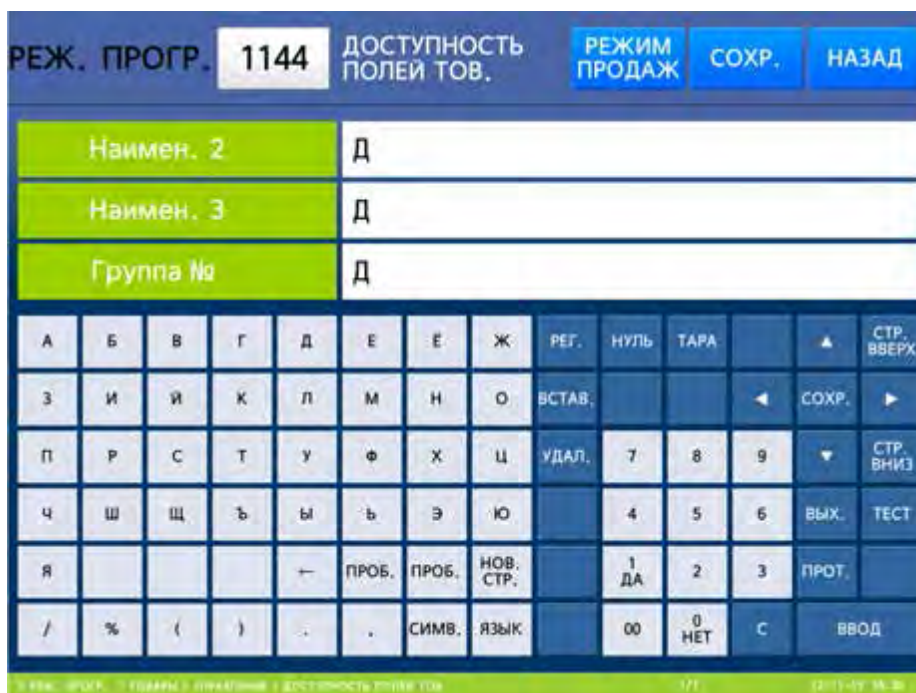 РЕЖ. ПРОГР. 1144 ДОСТУПНОСТЬ ПОЛЕЙ ТОВ. РЕЖИМ ПРОДАЖ СОХР. НАЗАД
Наимен. 2 Д
Наимен. 3 Д
Группа № Д
А Б В Г Д Е Ё Ж РЕГ. НУЛЬ ТАРА ▲ СТР. ВВЕРХ
З И Й К Л М Н О ВСТАВ. ◄ СОХР. ►
П Р С Т У Ф Х Ц УДАЛ. 7 8 9 ▼ СТР. ВНИЗ
Ч Ш Щ Ъ Ы Ь Э Ю 4 5 6 ВЫХ. ТЕСТ
Я ← ПРОБ. ПРОБ. НОВ. СТР. 1 ДА 2 3 ПРОТ.
/ % ( ) . , СИМВ. ЯЗЫК 00 0 НЕТ С ВВОД
1/1